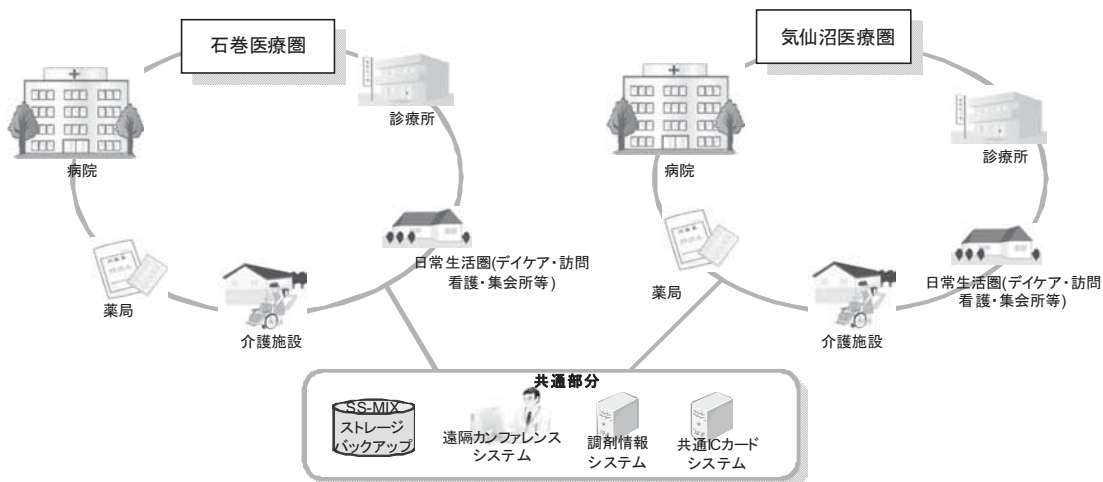 石巻医療圏
診療所
病院
日常生活圏(デイケア・訪問
看護・集会所等)
薬局
介護施設
気仙沼医療圏
診療所
病院
日常生活圏(デイケア・訪問
看護・集会所等)
薬局
介護施設
共通部分
SS-MIX
ストレージ
バックアップ
遠隔カンファレンス
システム
調剤情報
システム
共通ICカード
システム